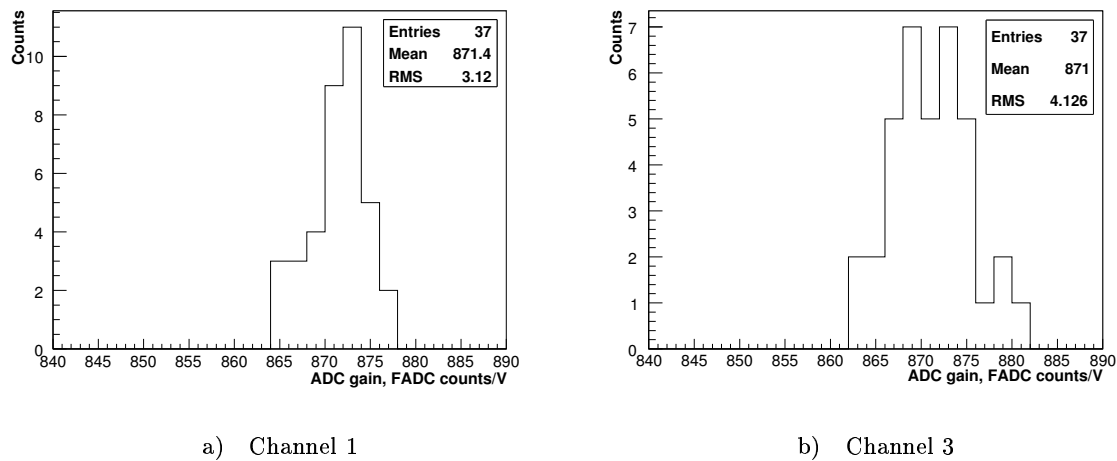 Counts
Entries 37
Mean 871.4
RMS 3.12
10
8
6
4
2
0
840 845 850 855 860 865 870 875 880 885 890
ADC gain, FADC counts/V
a) Channel 1
Counts
Entries 37
Mean 871
RMS 4.126
7
6
5
4
3
2
1
0
840 845 850 855 860 865 870 875 880 885 890
ADC gain, FADC counts/V
b) Channel 3